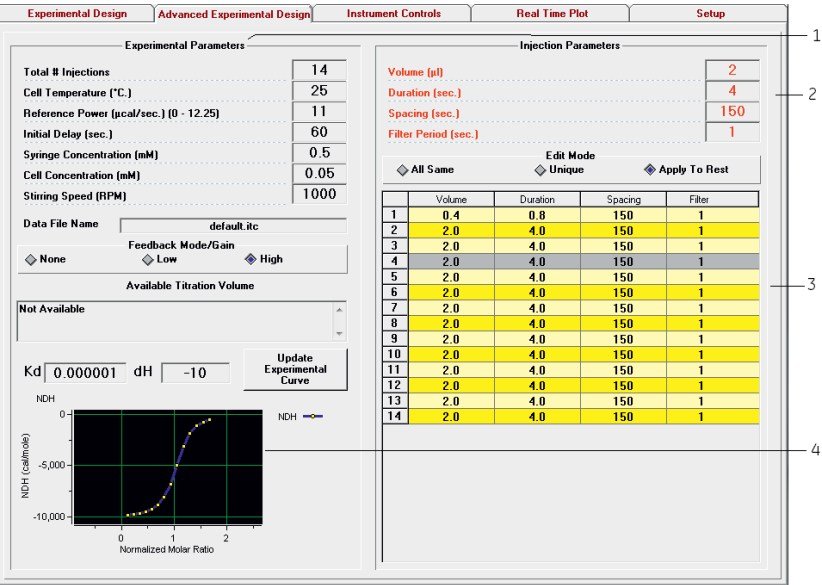 Experimental Design Advanced Experimental Design Instrument Controls Real Time Plot Setup
Experimental Parameters
Total # Injections 14
Cell Temperature (°C.) 25
Reference Power (µcal/sec.) (0 - 12.25) 11
Initial Delay (sec.) 60
Syringe Concentration (mM) 0.5
Cell Concentration (mM) 0.05
Stirring Speed (RPM) 1000
Data File Name default.itc
Feedback Mode/Gain
None Low High
Available Titration Volume
Not Available
Kd 0.000001 dH -10
Update
Experimental
Curve
NDH
NDH
NDH (cal/mole)
0
-5,000
-10,000
0 1 2
Normalized Molar Ratio
Injection Parameters
Volume (µl) 2
Duration (sec.) 4
Spacing (sec.) 150
Filter Period (sec.) 1
Edit Mode
All Same Unique Apply To Rest
Volume Duration Spacing Filter
1 0.4 0.8 150 1
2 2.0 4.0 150 1
3 2.0 4.0 150 1
4 2.0 4.0 150 1
5 2.0 4.0 150 1
6 2.0 4.0 150 1
7 2.0 4.0 150 1
8 2.0 4.0 150 1
9 2.0 4.0 150 1
10 2.0 4.0 150 1
11 2.0 4.0 150 1
12 2.0 4.0 150 1
13 2.0 4.0 150 1
14 2.0 4.0 150 1
1
2
3
4